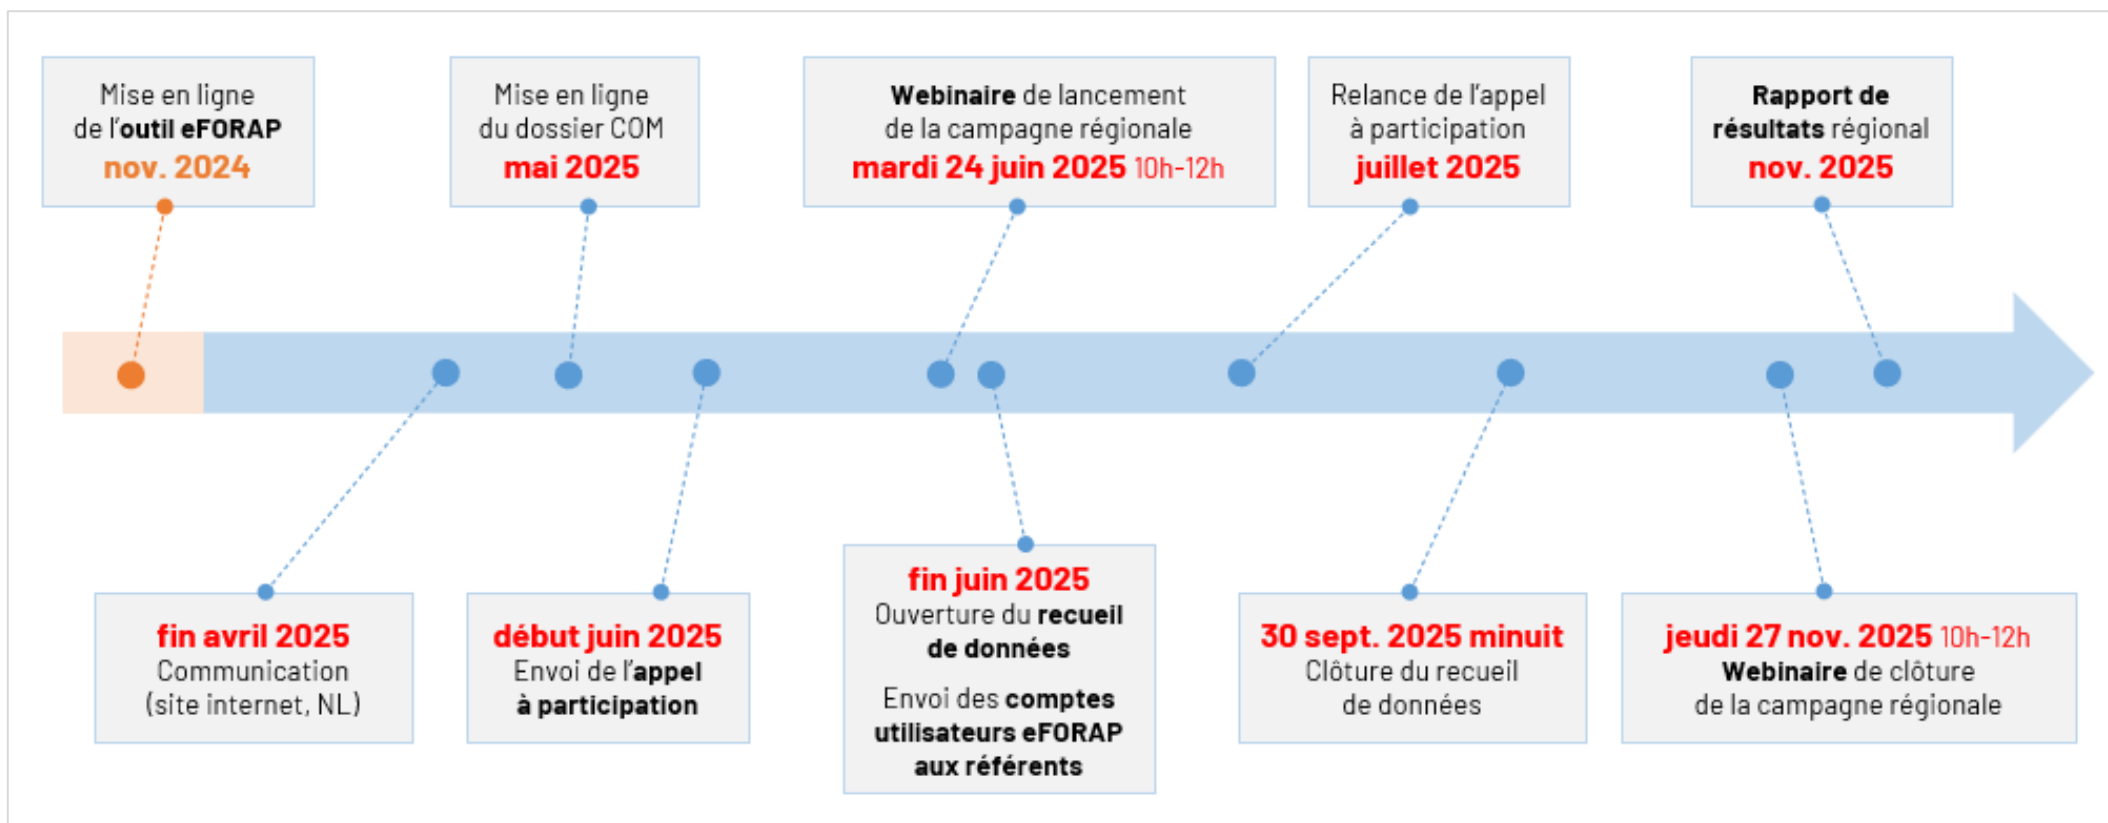 Mise en ligne
de l'outil eFORAP
nov. 2024
Mise en ligne
du dossier COM
mai 2025
Webinaire de lancement
de la campagne régionale
mardi 24 juin 2025 10h-12h
Relance de l'appel
à participation
juillet 2025
Rapport de
résultats régional
nov. 2025
fin avril 2025
Communication
(site internet, NL)
début juin 2025
Envoi de l'appel
à participation
fin juin 2025
Ouverture du recueil
de données
Envoi des comptes
utilisateurs eFORAP
aux référents
30 sept. 2025 minuit
Clôture du recueil
de données
jeudi 27 nov. 2025 10h-12h
Webinaire de clôture
de la campagne régionale